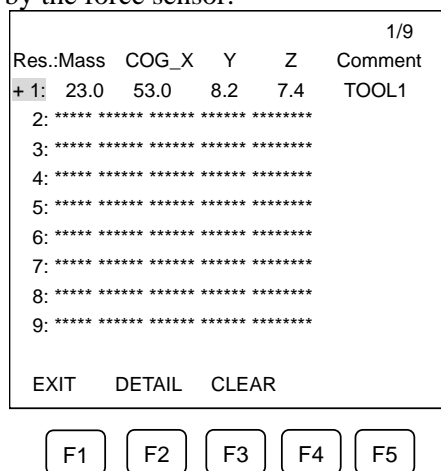 by the force sensor.
1/9
Res.:Mass COG_X Y Z Comment
+ 1: 23.0 53.0 8.2 7.4 TOOL1
2: ***** ****** ****** ****** ********
3: ***** ****** ****** ****** ********
4: ***** ****** ****** ****** ********
5: ***** ****** ****** ****** ********
6: ***** ****** ****** ****** ********
7: ***** ****** ****** ****** ********
8: ***** ****** ****** ****** ********
9: ***** ****** ****** ****** ********
EXIT DETAIL CLEAR
F1 F2 F3 F4 F5